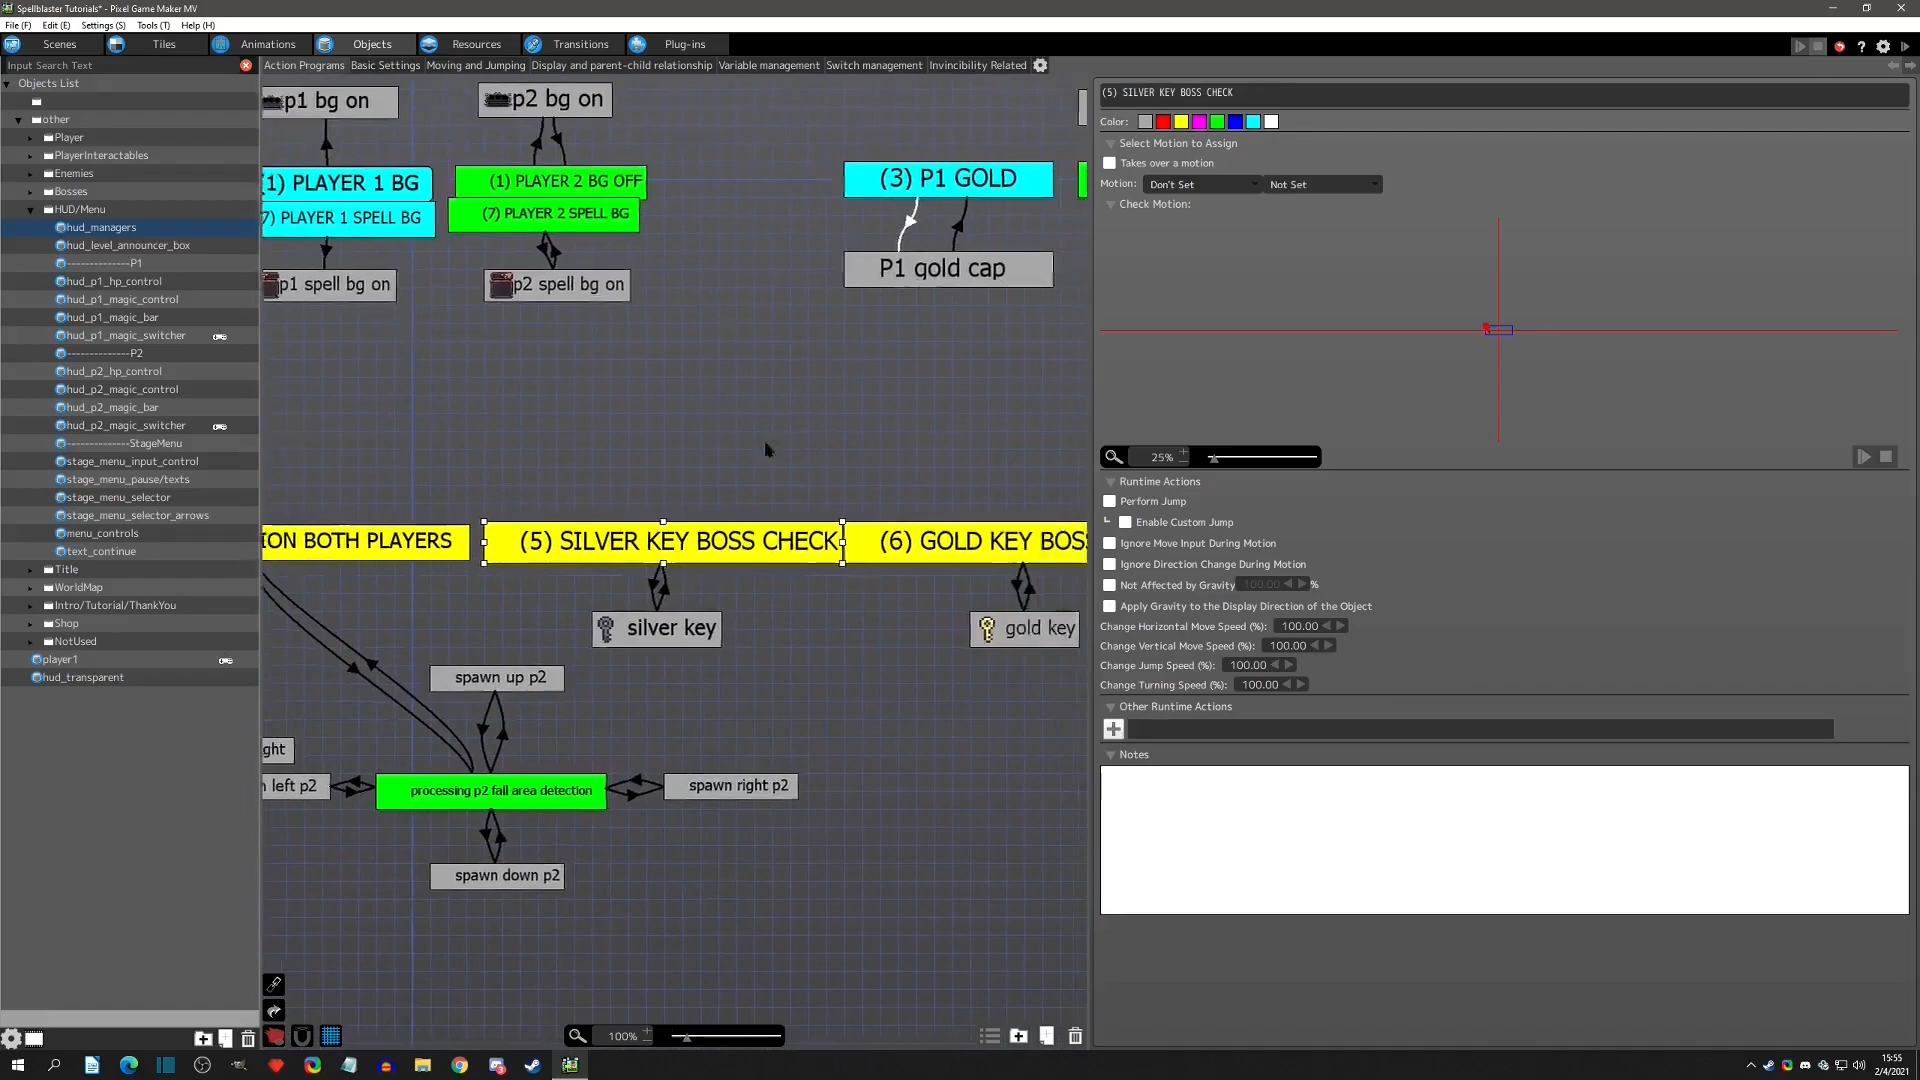 Spellblaster Tutorials* - Pixel Game Maker MV
File (F) Edit (E) Settings (S) Tools (T) Help (H)
Scenes Tiles Animations Objects Resources Transitions Plug-ins
Input Search Text
Action Programs Basic Settings Moving and Jumping Display and parent-child relationship Variable management Switch management Invincibility Related
Objects List
other
Player
PlayerInteractables
Enemies
Bosses
HUD/Menu
hud_managers
hud_level_announcer_box
--------------P1
hud_p1_hp_control
hud_p1_magic_control
hud_p1_magic_bar
hud_p1_magic_switcher
--------------P2
hud_p2_hp_control
hud_p2_magic_control
hud_p2_magic_bar
hud_p2_magic_switcher
--------------StageMenu
stage_menu_input_control
stage_menu_pause/texts
stage_menu_selector
stage_menu_selector_arrows
menu_controls
text_continue
Title
WorldMap
Intro/Tutorial/ThankYou
Shop
NotUsed
player1
hud_transparent
p1 bg on
p2 bg on
1) PLAYER 1 BG
(1) PLAYER 2 BG OFF
7) PLAYER 1 SPELL BG
(7) PLAYER 2 SPELL BG
p1 spell bg on
p2 spell bg on
(3) P1 GOLD
P1 gold cap
ION BOTH PLAYERS
(5) SILVER KEY BOSS CHECK
(6) GOLD KEY BOS
silver key
gold key
spawn up p2
ght
left p2
processing p2 fall area detection
spawn right p2
spawn down p2
100%
(5) SILVER KEY BOSS CHECK
Color:
Select Motion to Assign
Takes over a motion
Motion: Don't Set Not Set
Check Motion:
25%
Runtime Actions
Perform Jump
Enable Custom Jump
Ignore Move Input During Motion
Ignore Direction Change During Motion
Not Affected by Gravity 100.00 %
Apply Gravity to the Display Direction of the Object
Change Horizontal Move Speed (%): 100.00
Change Vertical Move Speed (%): 100.00
Change Jump Speed (%): 100.00
Change Turning Speed (%): 100.00
Other Runtime Actions
Notes
15:55
2/4/2021